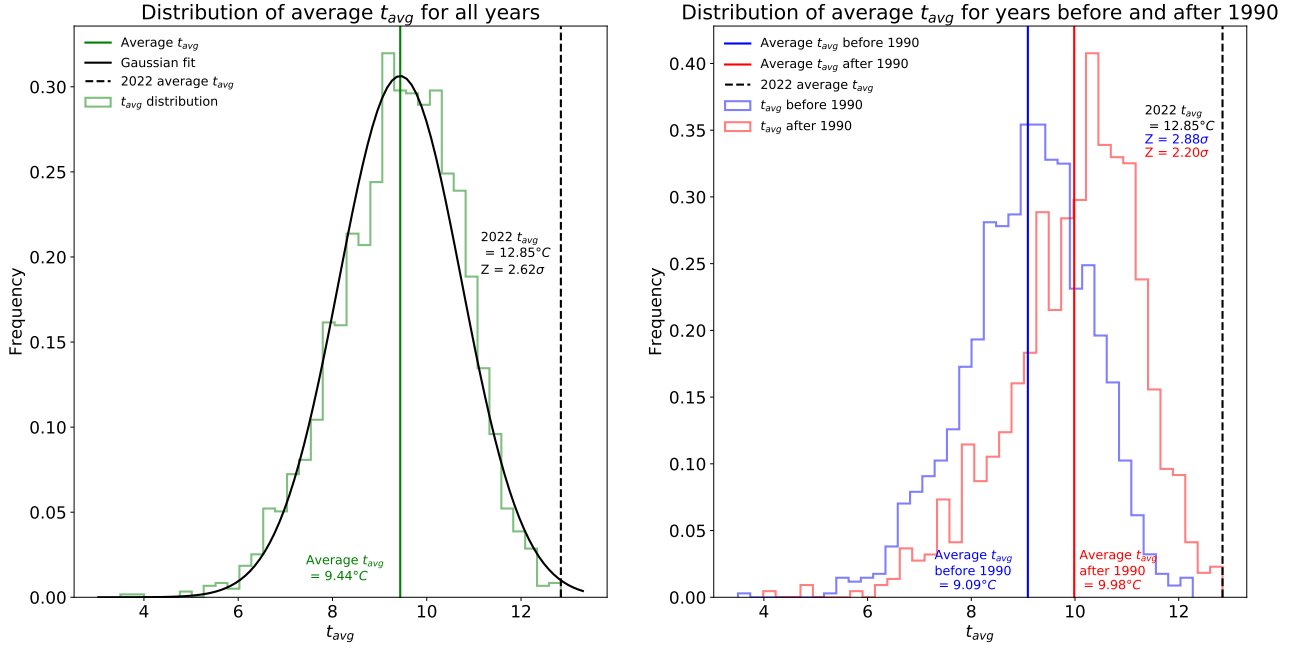 Distribution of average t_avg for all years
Average t_avg
Gaussian fit
2022 average t_avg
t_avg distribution
2022 t_avg
= 12.85°C
Z = 2.62σ
Average t_avg
= 9.44°C
Frequency
0.30
0.25
0.20
0.15
0.10
0.05
0.00
4 6 8 10 12
t_avg
Distribution of average t_avg for years before and after 1990
Average t_avg before 1990
Average t_avg after 1990
2022 average t_avg
t_avg before 1990
t_avg after 1990
2022 t_avg
= 12.85°C
Z = 2.88σ
Z = 2.20σ
Average t_avg
before 1990
= 9.09°C
Average t_avg
after 1990
= 9.98°C
Frequency
0.40
0.35
0.30
0.25
0.20
0.15
0.10
0.05
0.00
4 6 8 10 12
t_avg